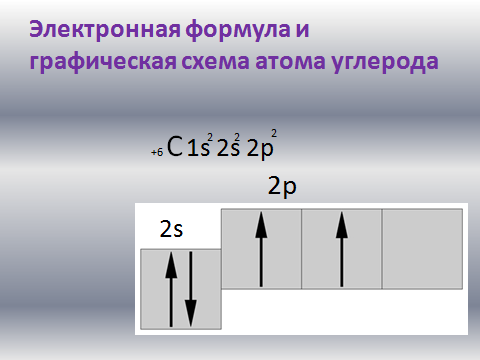 Электронная формула и
графическая схема атома углерода
+6 C 1s² 2s² 2p²
2p
2s